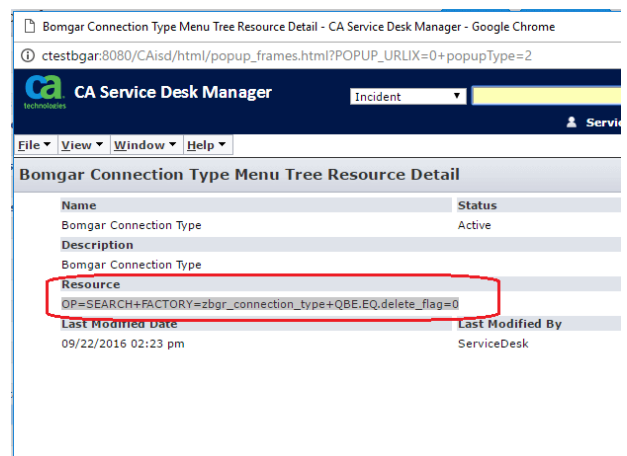 Bomgar Connection Type Menu Tree Resource Detail - CA Service Desk Manager - Google Chrome
ctestbgar:8080/CAisd/html/popup_frames.html?POPUP_URLIX=0+popupType=2
ca technologies CA Service Desk Manager Incident
Servi
File View Window Help
Bomgar Connection Type Menu Tree Resource Detail
Name Status
Bomgar Connection Type Active
Description
Bomgar Connection Type
Resource
OP=SEARCH+FACTORY=zbgr_connection_type+QBE.EQ.delete_flag=0
Last Modified Date Last Modified By
09/22/2016 02:23 pm ServiceDesk